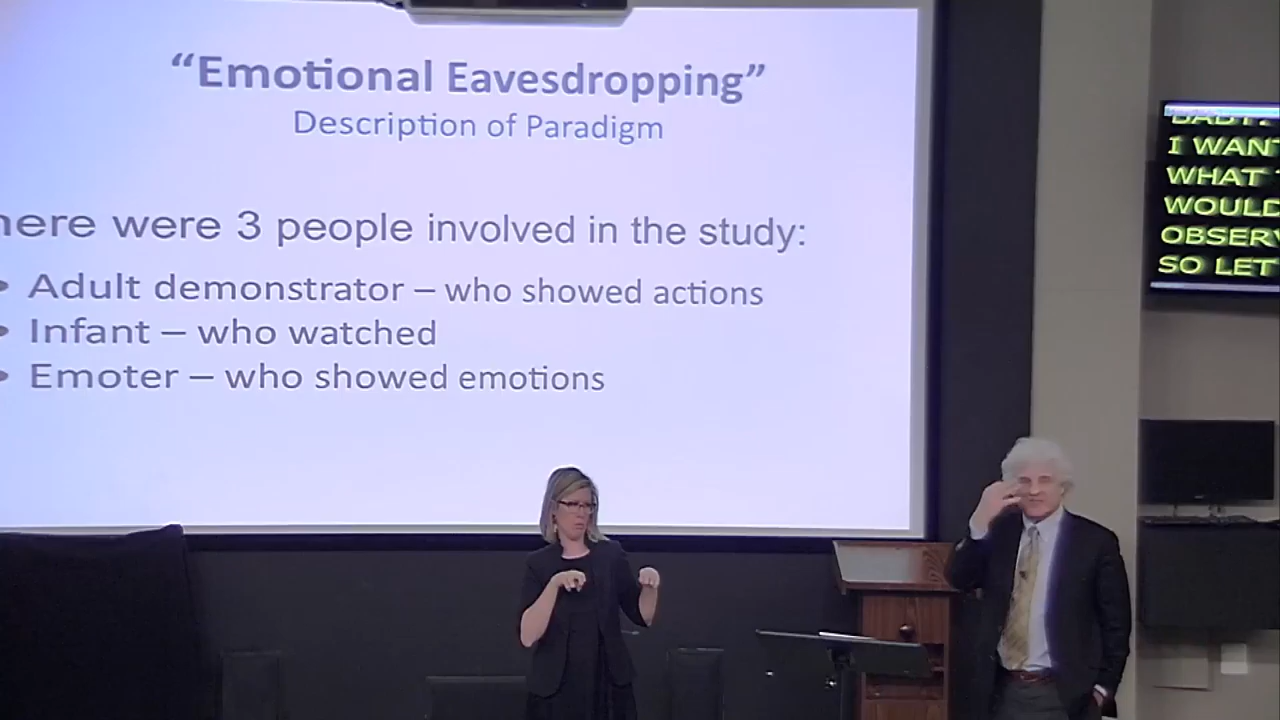 “Emotional Eavesdropping”
Description of Paradigm
here were 3 people involved in the study:
Adult demonstrator – who showed actions
Infant – who watched
Emoter – who showed emotions
I WANT
WHAT
WOULD
OBSERV
SO LET